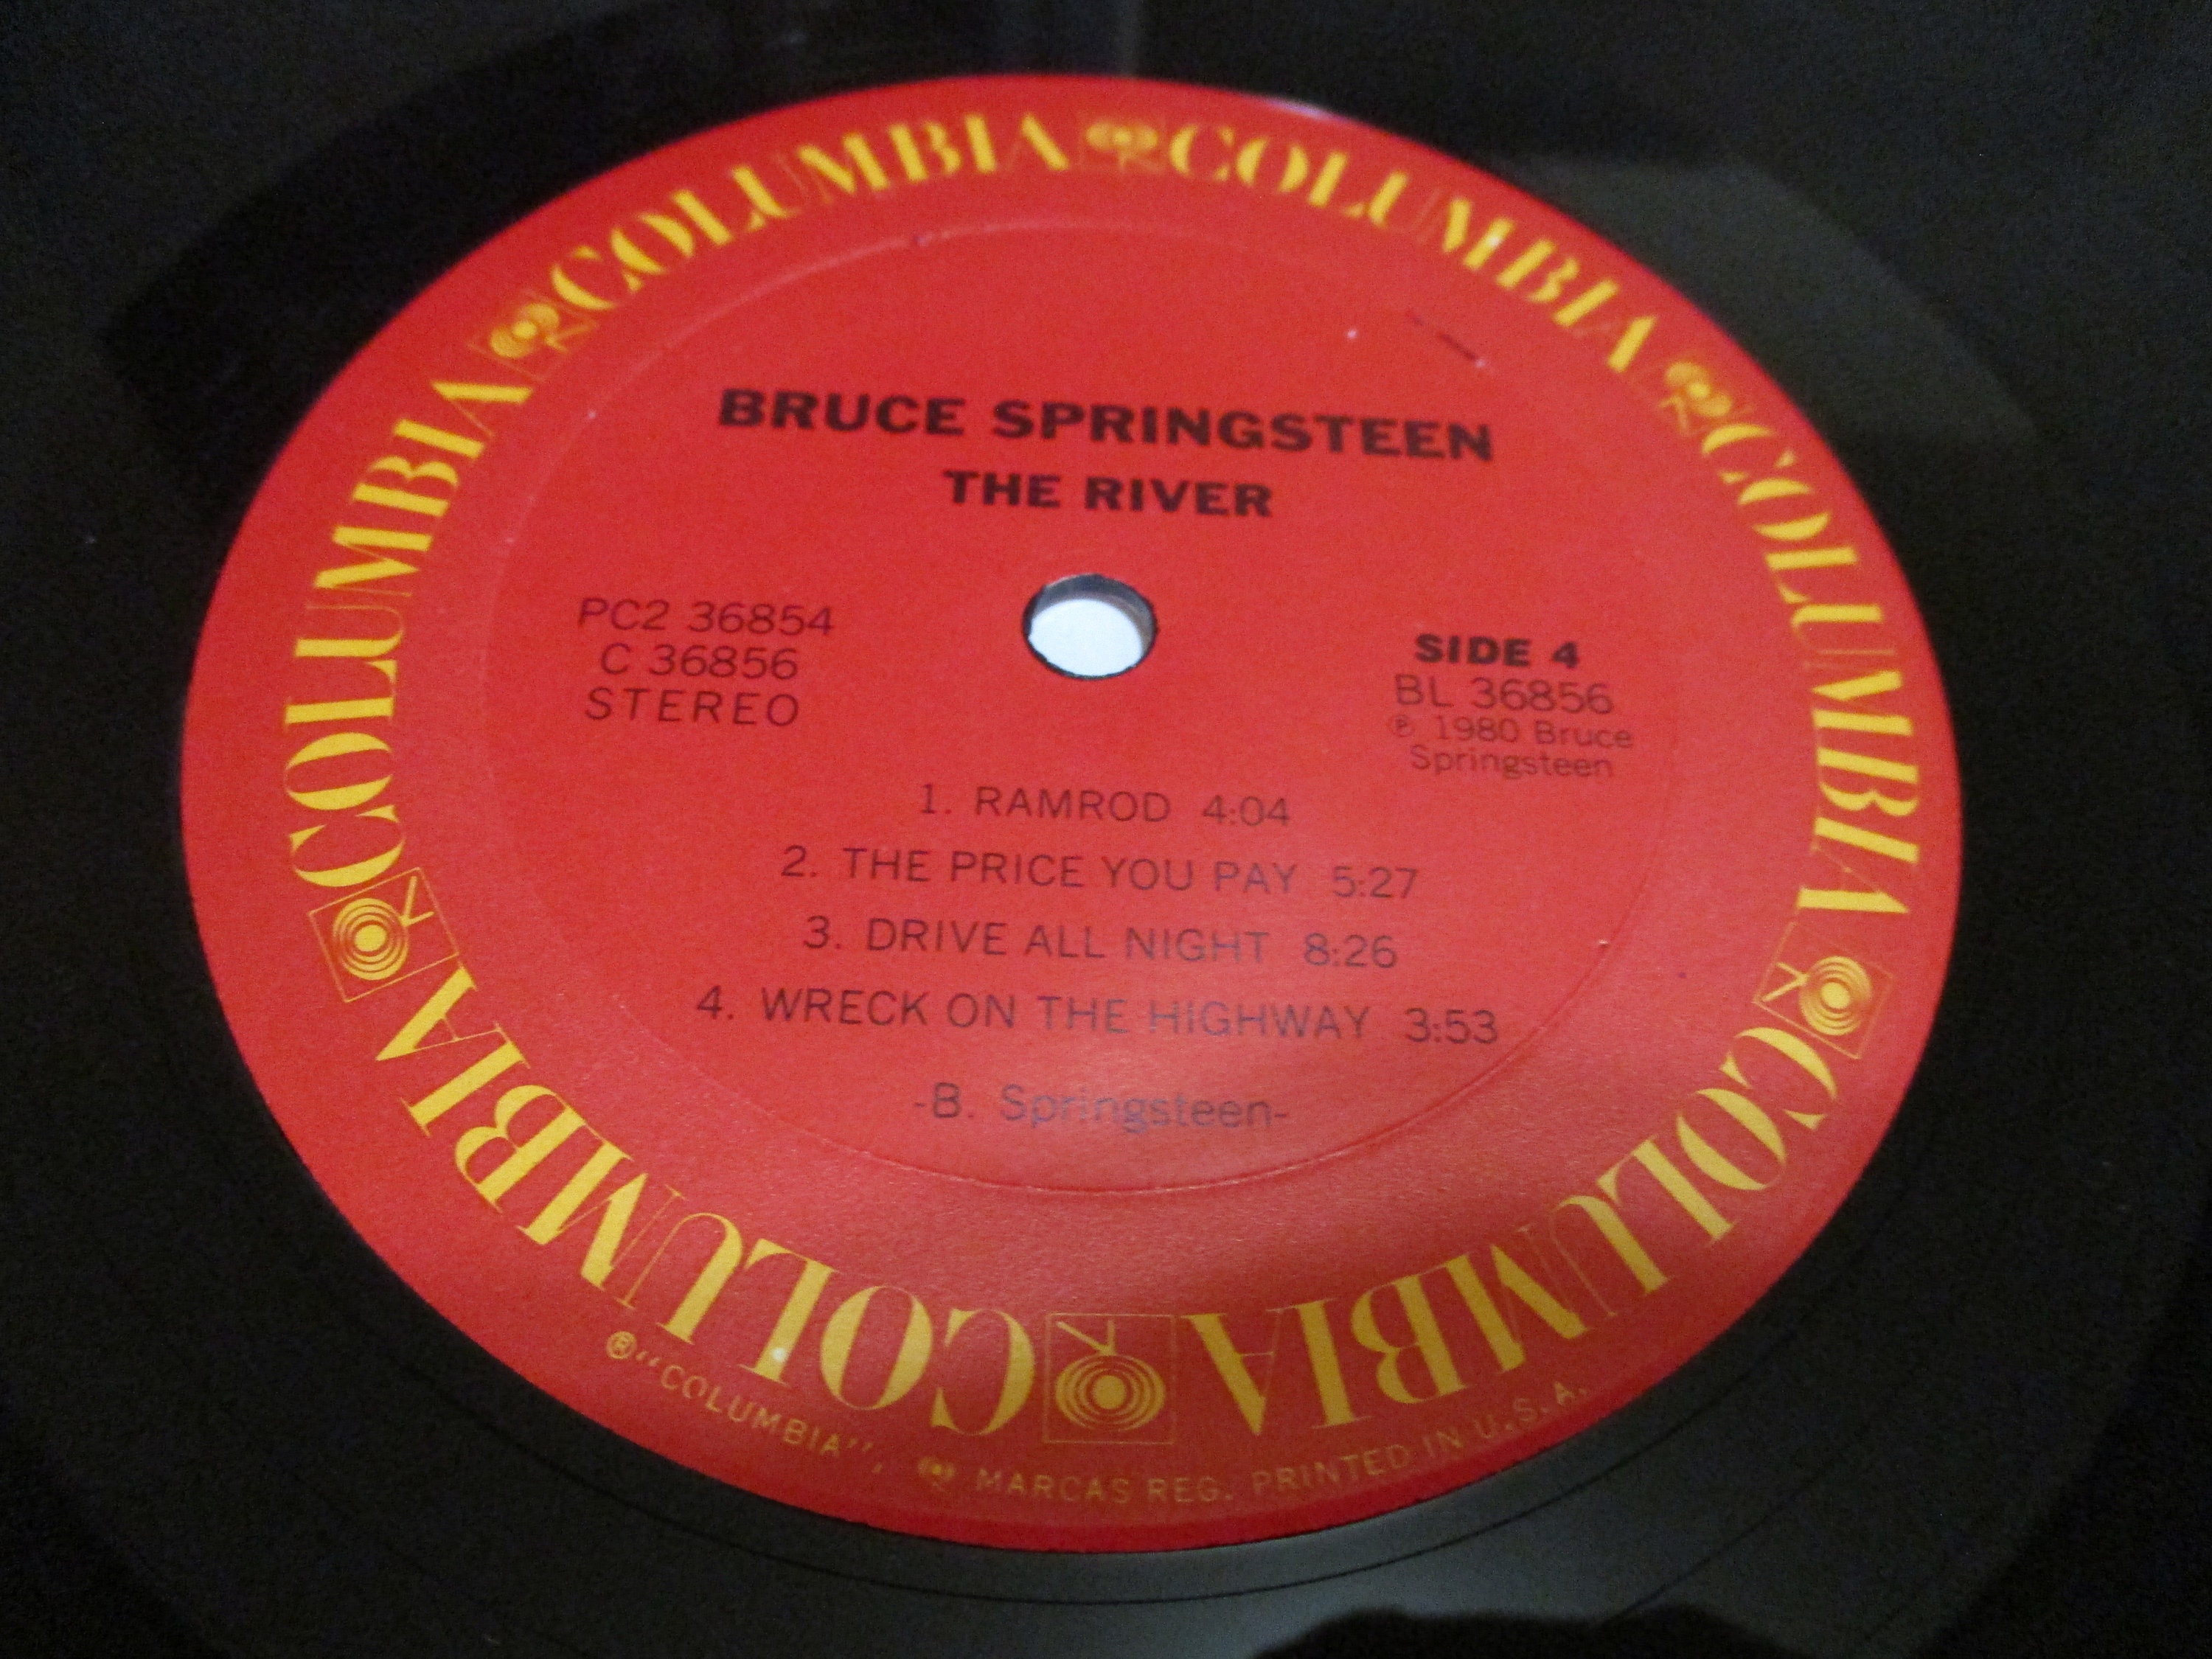 COLUMBIA COLUMBIA COLUMBIA COLUMBIA COLUMBIA COLUMBIA
BRUCE SPRINGSTEEN
THE RIVER
PC2 36854
C 36856
STEREO
SIDE 4
BL 36856
℗ 1980 Bruce
Springsteen
1. RAMROD 4:04
2. THE PRICE YOU PAY 5:27
3. DRIVE ALL NIGHT 8:26
4. WRECK ON THE HIGHWAY 3:53
-B. Springsteen-
®"COLUMBIA", MARCAS REG. PRINTED IN U.S.A.